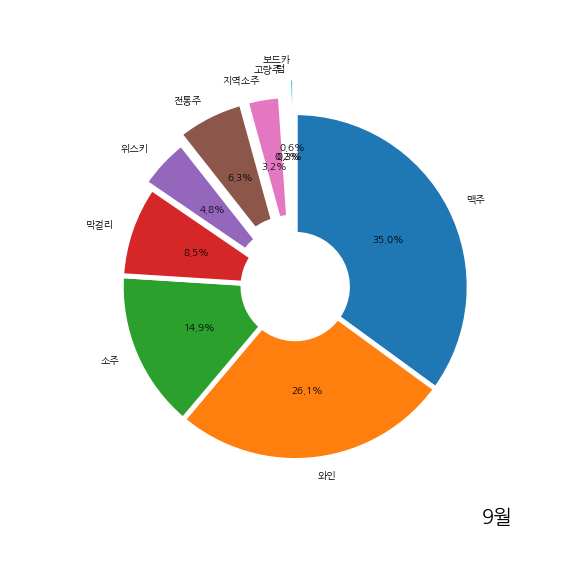 보드카
고량주
럼
지역소주
전통주
위스키
막걸리
소주
와인
맥주
0.6%
3.2%
6.3%
4.8%
8.5%
14.9%
26.1%
35.0%
9월